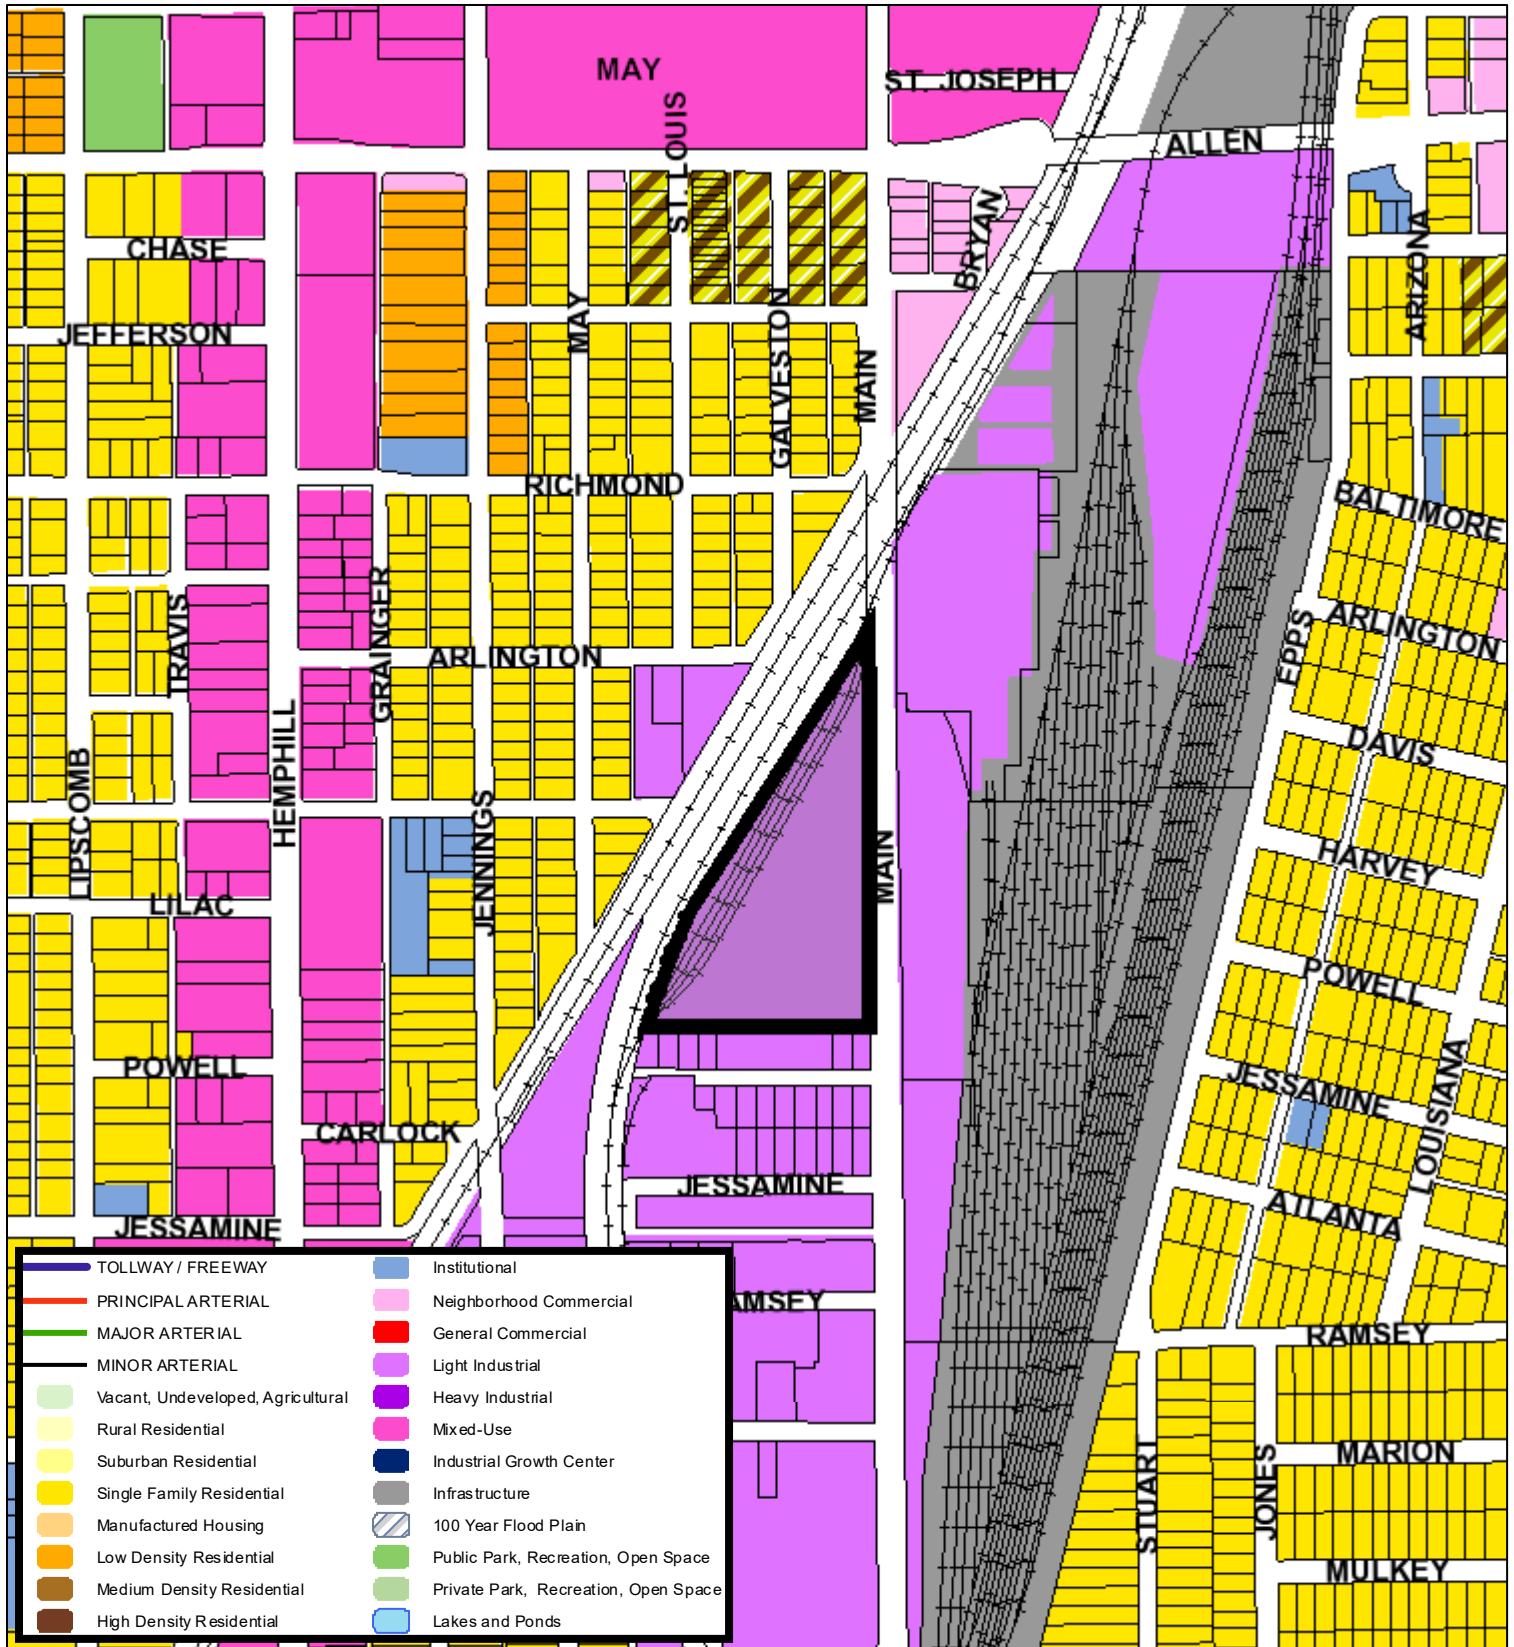 MAY
ST. JOSEPH
ST. LOUIS
ALLEN
CHASE
BRYAN
ARIZONA
JEFFERSON
MAY
GALVESTON
MAIN
RICHMOND
BALTIMORE
TRAVIS
GRAINGER
ARLINGTON
EPPS
ARLINGTON
HEMPHILL
LIPSCOMB
DAVIS
JENNINGS
MAIN
HARVEY
LILAC
POWELL
POWELL
JESSAMINE
LOUISIANA
CARLOCK
JESSAMINE
ATLANTA
JESSAMINE
AMSEY
RAMSEY
STUART
JONES
MARION
MULKEY
TOLLWAY / FREEWAY
PRINCIPAL ARTERIAL
MAJOR ARTERIAL
MINOR ARTERIAL
Vacant, Undeveloped, Agricultural
Rural Residential
Suburban Residential
Single Family Residential
Manufactured Housing
Low Density Residential
Medium Density Residential
High Density Residential
Institutional
Neighborhood Commercial
General Commercial
Light Industrial
Heavy Industrial
Mixed-Use
Industrial Growth Center
Infrastructure
100 Year Flood Plain
Public Park, Recreation, Open Space
Private Park, Recreation, Open Space
Lakes and Ponds